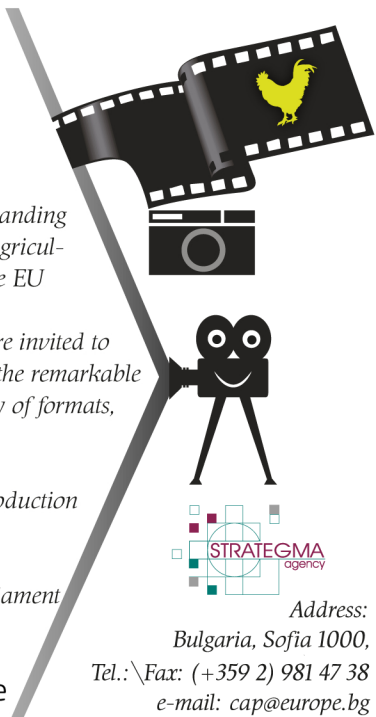 anding
gricul-
e EU
re invited to
the remarkable
y of formats,
oduction
ament
e
STRATEGMA
agency
Address:
Bulgaria, Sofia 1000,
Tel.:\Fax: (+359 2) 981 47 38
e-mail: cap@europe.bg